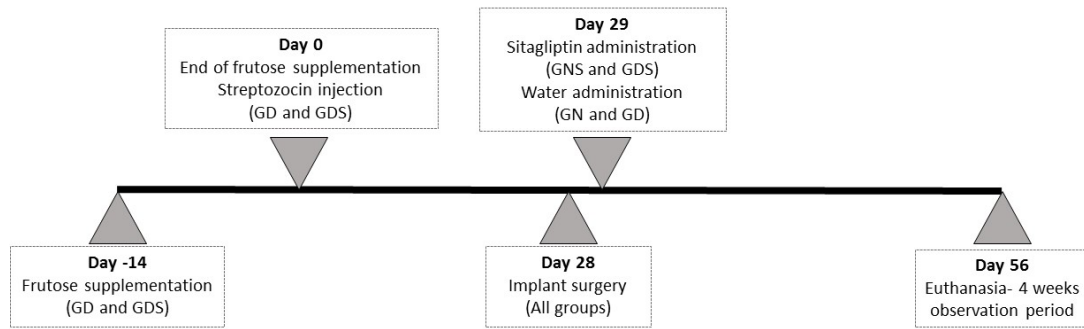 Day 0
End of frutose supplementation
Streptozocin injection
(GD and GDS)
Day 29
Sitagliptin administration
(GNS and GDS)
Water administration
(GN and GD)
Day -14
Frutose supplementation
(GD and GDS)
Day 28
Implant surgery
(All groups)
Day 56
Euthanasia- 4 weeks
observation period